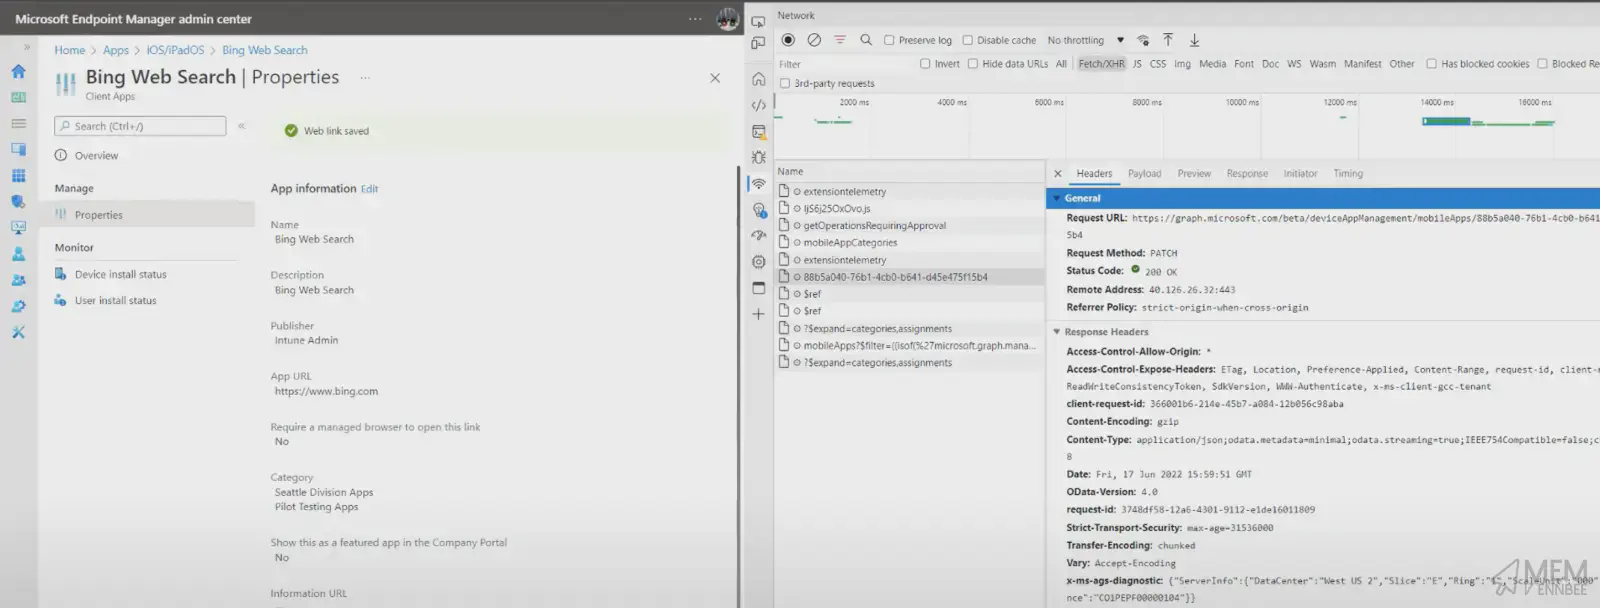 Microsoft Endpoint Manager admin center
Home > Apps > iOS/iPadOS > Bing Web Search
Bing Web Search | Properties
Client Apps
Search (Ctrl+/)
Overview
Manage
Properties
Monitor
Device install status
User install status
Web link saved
App information Edit
Name
Bing Web Search
Description
Bing Web Search
Publisher
Intune Admin
App URL
https://www.bing.com
Require a managed browser to open this link
No
Category
Seattle Division Apps
Pilot Testing Apps
Show this as a featured app in the Company Portal
No
Information URL
Network
Preserve log Disable cache No throttling
Filter Invert Hide data URLs All Fetch/XHR JS CSS Img Media Font Doc WS Wasm Manifest Other Has blocked cookies Blocked Re
3rd-party requests
2000 ms 4000 ms 6000 ms 8000 ms 10000 ms 12000 ms 14000 ms 16000 ms
Name
extensiontelemetry
getOperationsRequiringApproval
mobileAppCategories
extensiontelemetry
88b5a040-76b1-4cb0-b641-d45e475f15b4
$ref
$ref
?$expand=categories,assignments
mobileApps?$filter=((isof(%27microsoft.graph.mana...
?$expand=categories,assignments
Headers Payload Preview Response Initiator Timing
General
Request URL: https://graph.microsoft.com/beta/deviceAppManagement/mobileApps/88b5a040-76b1-4cb0-b641
5b4
Request Method: PATCH
Status Code: 200 OK
Remote Address: 40.126.26.32:443
Referrer Policy: strict-origin-when-cross-origin
Response Headers
Access-Control-Allow-Origin: *
Access-Control-Expose-Headers: ETag, Location, Preference-Applied, Content-Range, request-id, client-r
ReadWriteConsistencyToken, SdkVersion, WWW-Authenticate, x-ms-client-gcc-tenant
client-request-id: 366001b6-214e-45b7-a084-12b056c98aba
Content-Encoding: gzip
Content-Type: application/json;odata.metadata=minimal;odata.streaming=true;IEEE754Compatible=false;c
8
Date: Fri, 17 Jun 2022 15:59:51 GMT
OData-Version: 4.0
request-id: 3748df58-12a6-4301-9112-e1de16011809
Strict-Transport-Security: max-age=31536000
Transfer-Encoding: chunked
Vary: Accept-Encoding
x-ms-ags-diagnostic: {"ServerInfo":{"DataCenter":"West US 2","Slice":"E","Ring":
nce":"CO1PEPF00000104"}}
MEM
ENNBEE